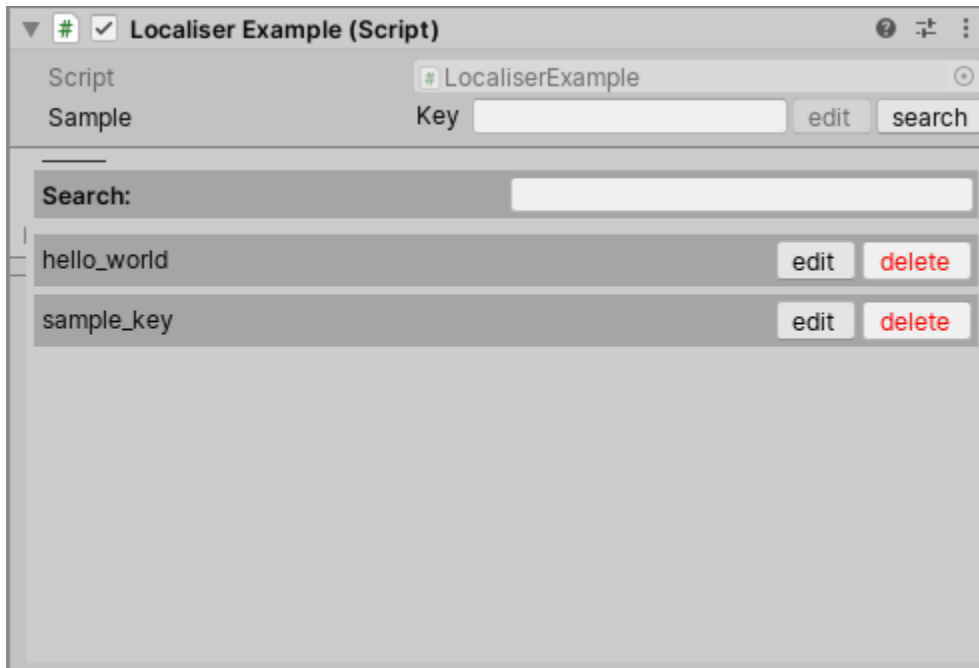 # Localiser Example (Script)
Script # LocaliserExample
Sample Key edit search
Search:
hello_world edit delete
sample_key edit delete